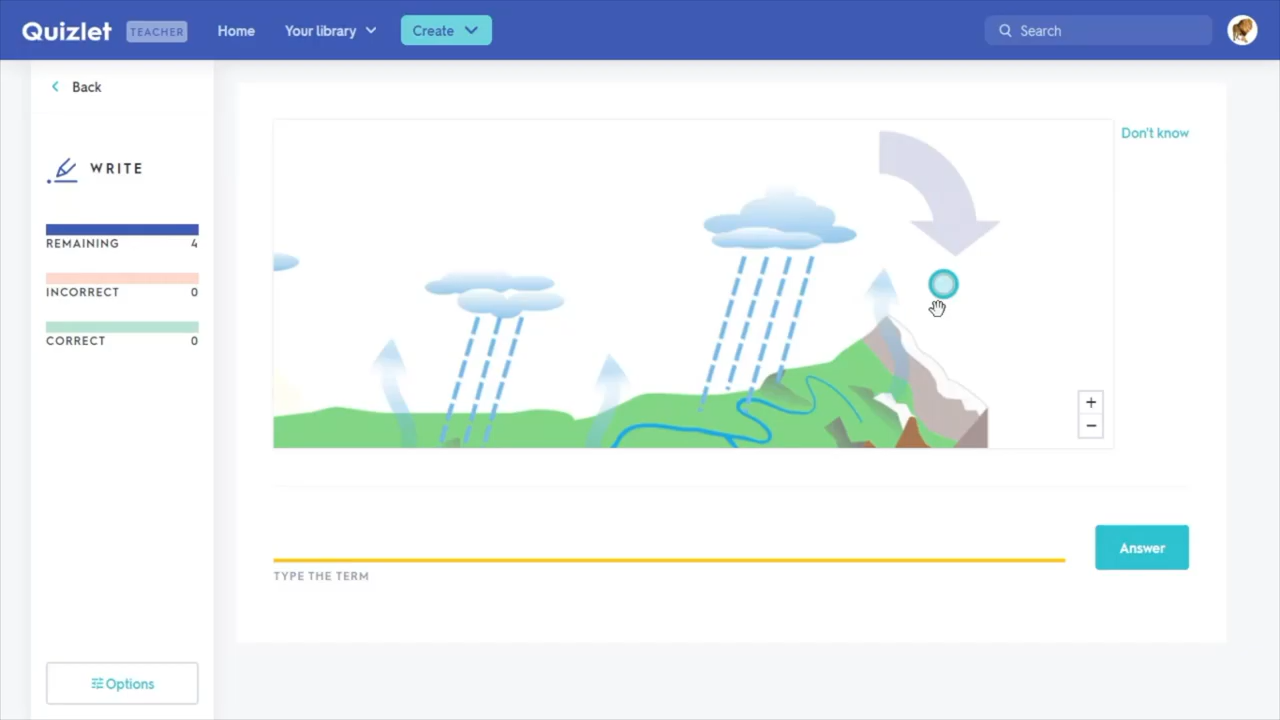 Quizlet TEACHER Home Your library Create Search
Back
Don't know
WRITE
REMAINING 4
INCORRECT 0
CORRECT 0
+
−
Answer
TYPE THE TERM
Options